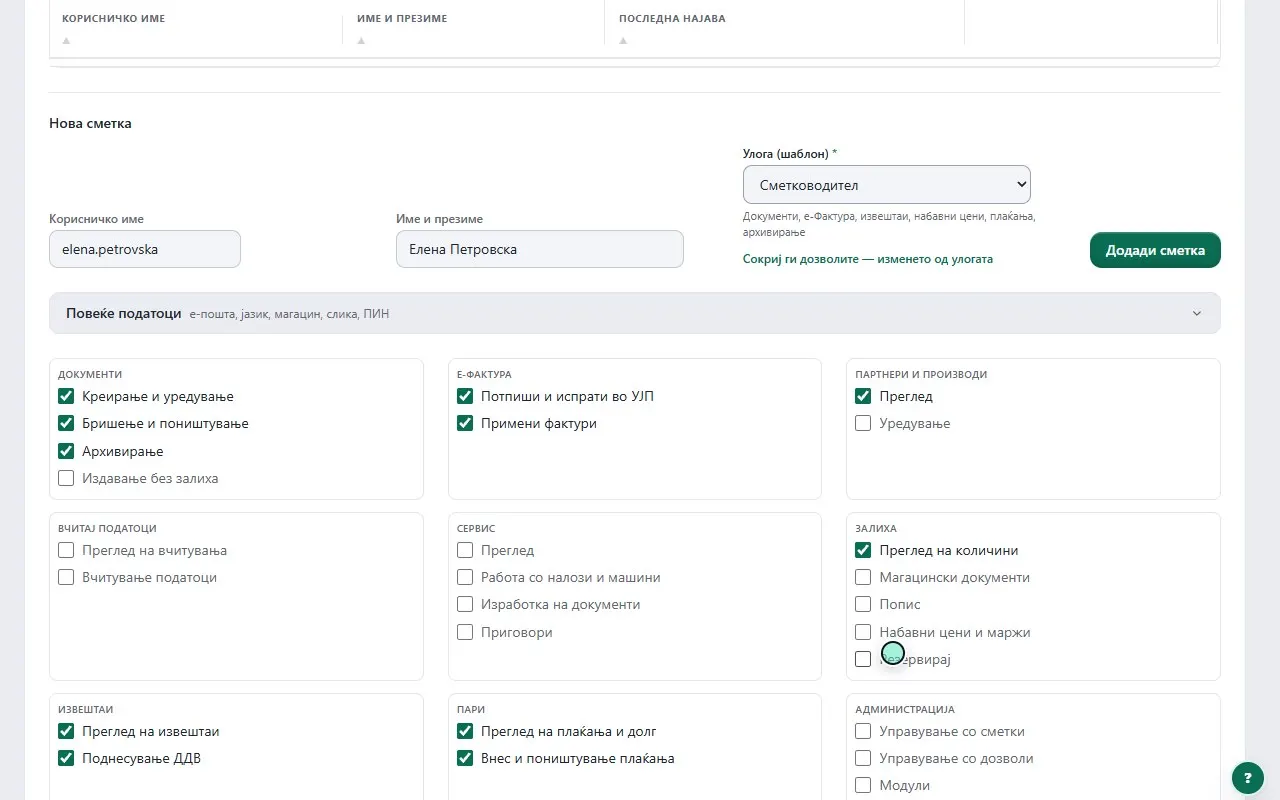 КОРИСНИЧКО ИМЕ
ИМЕ И ПРЕЗИМЕ
ПОСЛЕДНА НАЈАВА
Нова сметка
Улога (шаблон) *
Сметководител
Документи, е-Фактура, извештаи, набавни цени, плаќања,
архивирање
Корисничко име
Име и презиме
elena.petrovska
Елена Петровска
Сокриј ги дозволите — изменето од улогата
Додади сметка
Повеќе податоци е-пошта, јазик, магацин, слика, ПИН
ДОКУМЕНТИ
Креирање и уредување
Бришење и поништување
Архивирање
Издавање без залиха
Е-ФАКТУРА
Потпиши и испрати во УЈП
Примени фактури
ПАРТНЕРИ И ПРОИЗВОДИ
Преглед
Уредување
ВЧИТАЈ ПОДАТОЦИ
Преглед на вчитувања
Вчитување податоци
СЕРВИС
Преглед
Работа со налози и машини
Изработка на документи
Приговори
ЗАЛИХА
Преглед на количини
Магацински документи
Попис
Набавни цени и маржи
Резервирај
ИЗВЕШТАИ
Преглед на извештаи
Поднесување ДДВ
ПАРИ
Преглед на плаќања и долг
Внес и поништување плаќања
АДМИНИСТРАЦИЈА
Управување со сметки
Управување со дозволи
Модули
?